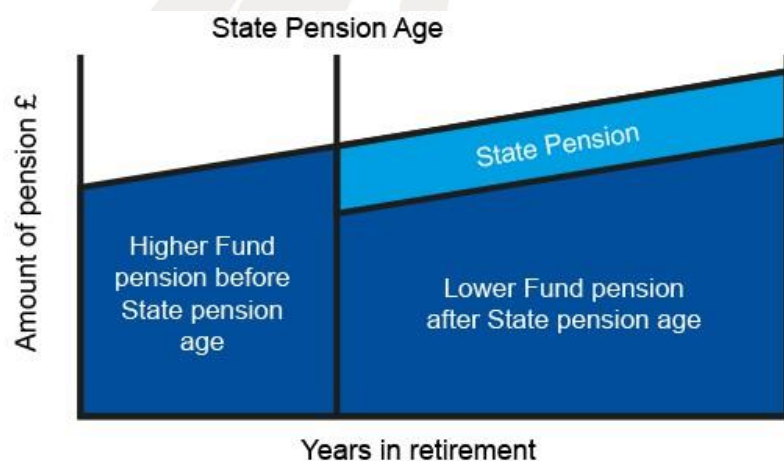 State Pension Age
Amount of pension £
State Pension
Higher Fund
pension before
State pension
age
Lower Fund pension
after State pension age
Years in retirement